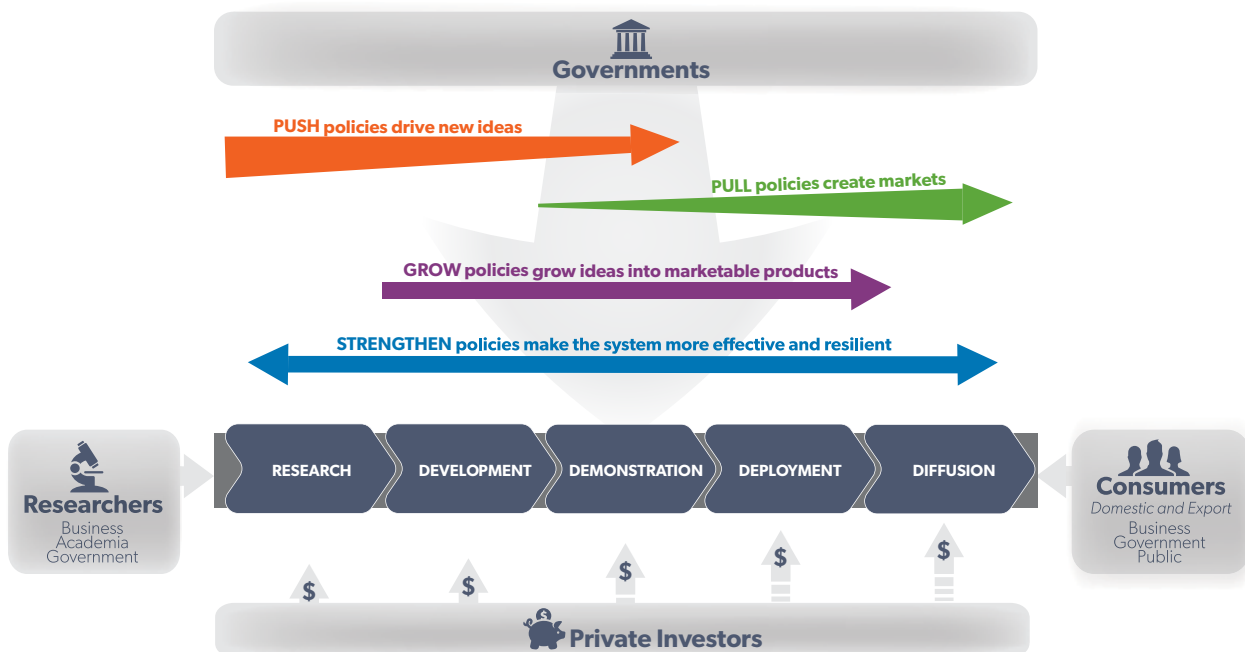 Governments
PUSH policies drive new ideas
PULL policies create markets
GROW policies grow ideas into marketable products
STRENGTHEN policies make the system more effective and resilient
Researchers
Business
Academia
Government
RESEARCH
DEVELOPMENT
DEMONSTRATION
DEPLOYMENT
DIFFUSION
Consumers
Domestic and Export
Business
Government
Public
$
$
$
$
$
$
Private Investors